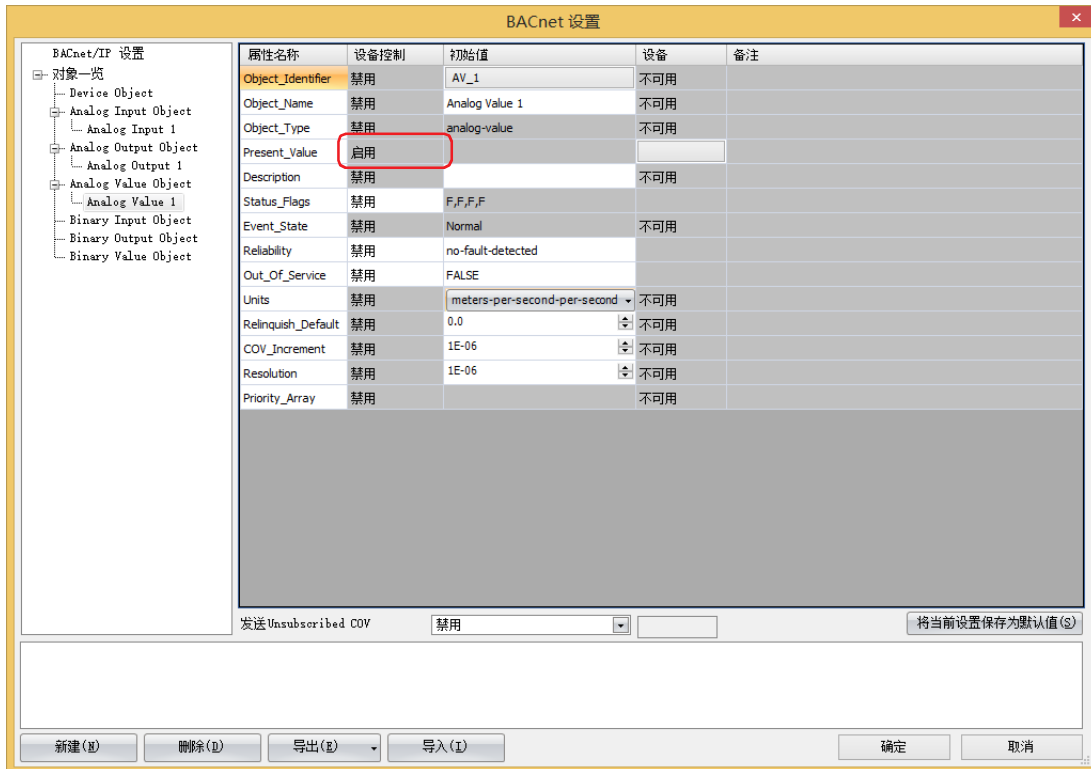 BACnet 设置
BACnet/IP 设置
对象一览
Device Object
Analog Input Object
Analog Input 1
Analog Output Object
Analog Output 1
Analog Value Object
Analog Value 1
Binary Input Object
Binary Output Object
Binary Value Object
属性名称 设备控制 初始值 设备 备注
Object_Identifier 禁用 AV_1 不可用
Object_Name 禁用 Analog Value 1 不可用
Object_Type 禁用 analog-value 不可用
Present_Value 启用
Description 禁用 不可用
Status_Flags 禁用 F,F,F,F
Event_State 禁用 Normal 不可用
Reliability 禁用 no-fault-detected
Out_Of_Service 禁用 FALSE
Units 禁用 meters-per-second-per-second 不可用
Relinquish_Default 禁用 0.0 不可用
COV_Increment 禁用 1E-06 不可用
Resolution 禁用 1E-06 不可用
Priority_Array 禁用 不可用
发送Unsubscribed COV 禁用 将当前设置保存为默认值(S)
新建(N) 删除(D) 导出(E) 导入(I) 确定 取消